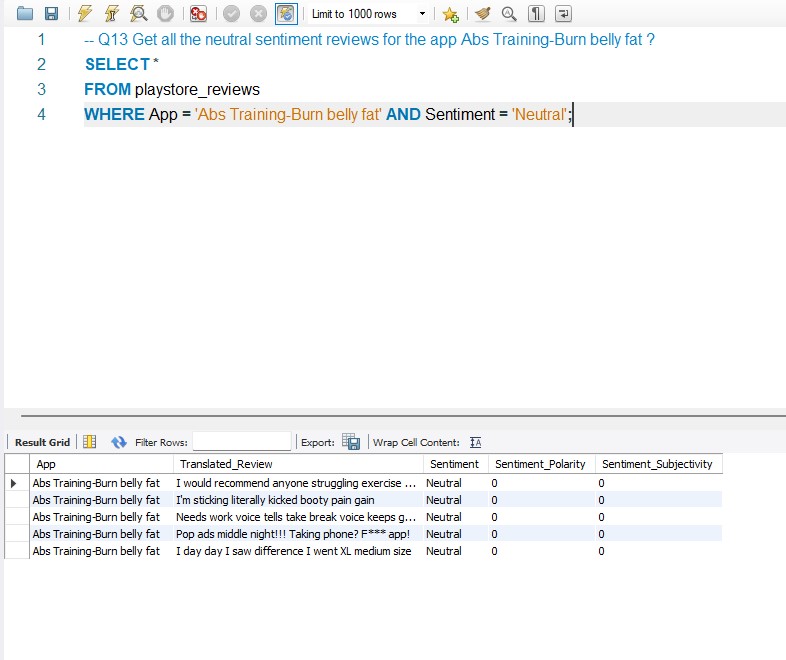 Limit to 1000 rows
1 -- Q13 Get all the neutral sentiment reviews for the app Abs Training-Burn belly fat ?
2 SELECT *
3 FROM playstore_reviews
4 WHERE App = 'Abs Training-Burn belly fat' AND Sentiment = 'Neutral';
Result Grid Filter Rows: Export: Wrap Cell Content: IA
App Translated_Review Sentiment Sentiment_Polarity Sentiment_Subjectivity
Abs Training-Burn belly fat I would recommend anyone struggling exercise ... Neutral 0 0
Abs Training-Burn belly fat I'm sticking literally kicked booty pain gain Neutral 0 0
Abs Training-Burn belly fat Needs work voice tells take break voice keeps g... Neutral 0 0
Abs Training-Burn belly fat Pop ads middle night!!! Taking phone? F*** app! Neutral 0 0
Abs Training-Burn belly fat I day day I saw difference I went XL medium size Neutral 0 0